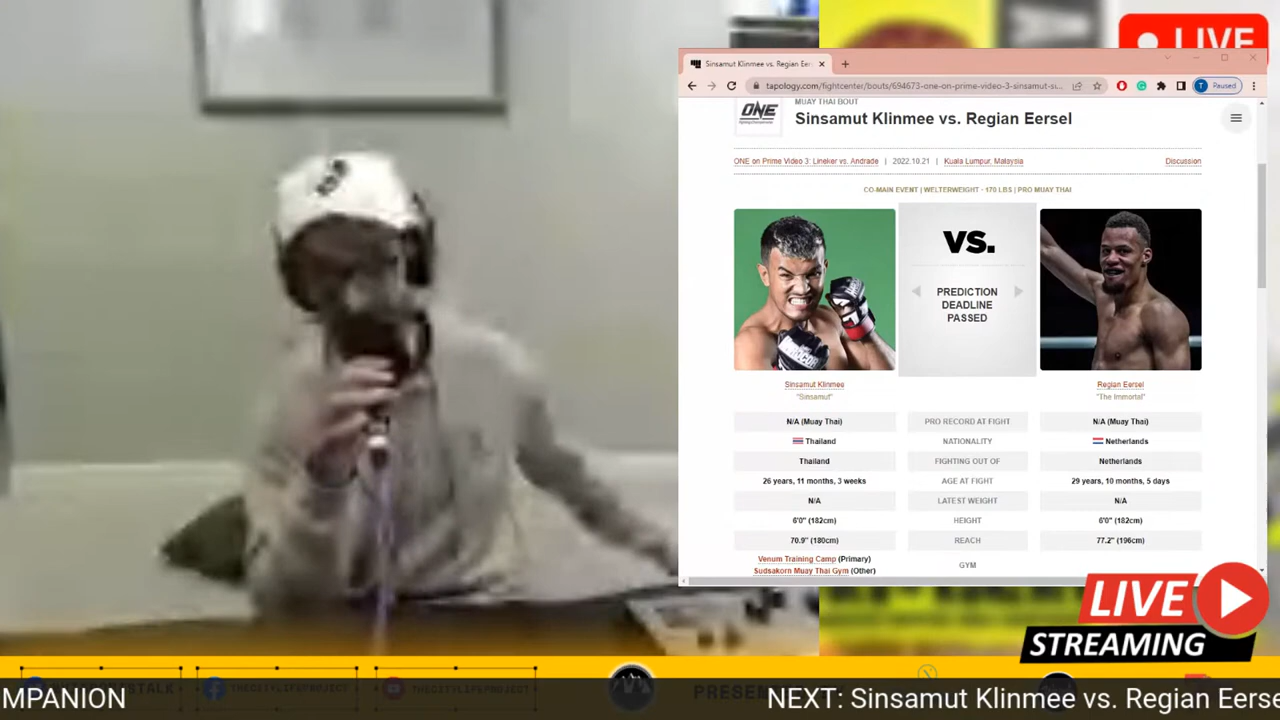 LIVE
Sinsamut Klinmee vs. Regian Eer
tapology.com/fightcenter/bouts/694673-one-on-prime-video-3-sinsamut-si...
Paused
MUAY THAI BOUT
ONE
Sinsamut Klinmee vs. Regian Eersel
ONE on Prime Video 3: Lineker vs. Andrade | 2022.10.21 | Kuala Lumpur, Malaysia Discussion
CO-MAIN EVENT | WELTERWEIGHT - 170 LBS | PRO MUAY THAI
VS.
PREDICTION
DEADLINE
PASSED
Sinsamut Klinmee Regian Eersel
"Sinsamut" "The Immortal"
N/A (Muay Thai) PRO RECORD AT FIGHT N/A (Muay Thai)
Thailand NATIONALITY Netherlands
Thailand FIGHTING OUT OF Netherlands
26 years, 11 months, 3 weeks AGE AT FIGHT 29 years, 10 months, 5 days
N/A LATEST WEIGHT N/A
6'0" (182cm) HEIGHT 6'0" (182cm)
70.9" (180cm) REACH 77.2" (196cm)
Venum Training Camp (Primary)
Sudsakorn Muay Thai Gym (Other) GYM
LIVE
STREAMING
THECITYLIFEPROJECT THECITYLIFEPROJECT
MPANION NEXT: Sinsamut Klinmee vs. Regian Eerse